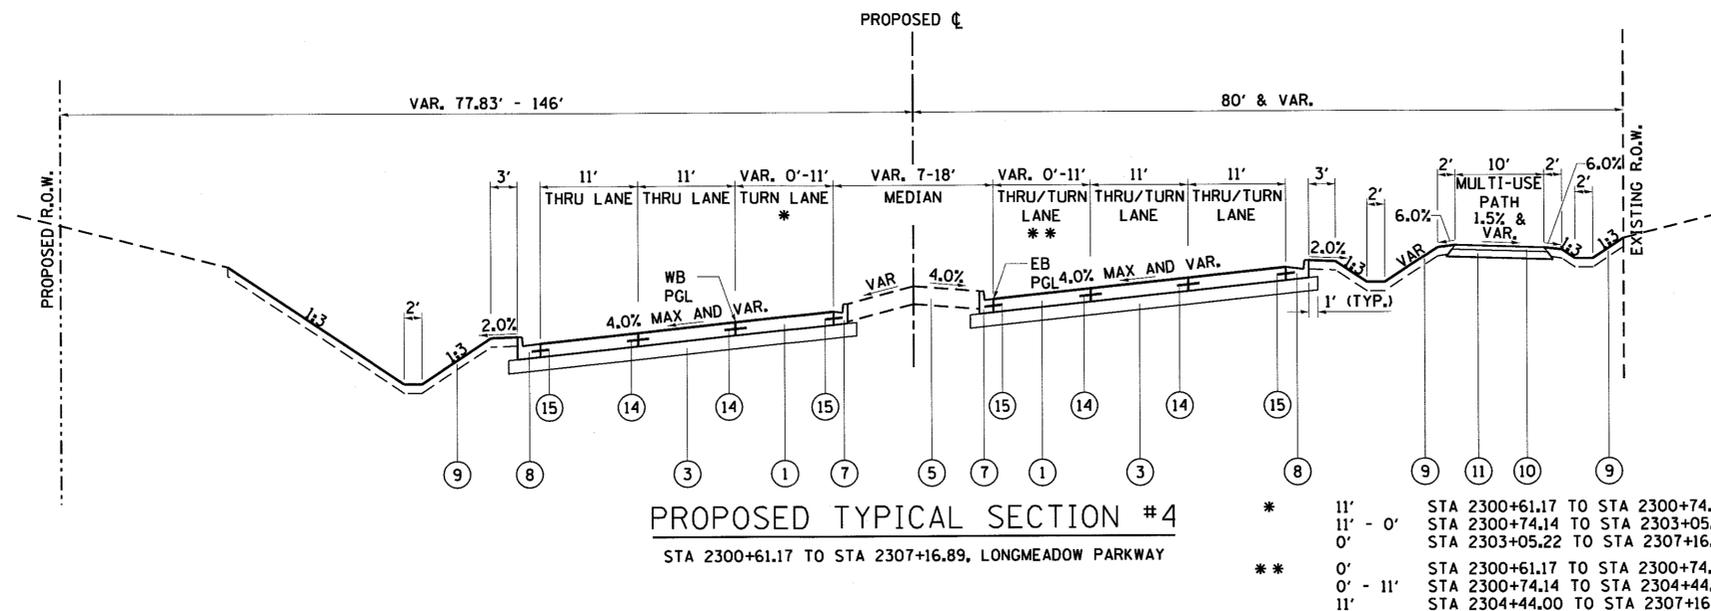 PROPOSED ℄
VAR. 77.83' - 146'
80' & VAR.
PROPOSED/R.O.W.
EXISTING R.O.W.
3'
11'
THRU LANE
11'
THRU LANE
VAR. 0'-11'
TURN LANE
*
VAR. 7-18'
MEDIAN
VAR. 0'-11'
THRU/TURN
LANE
**
11'
THRU/TURN
LANE
11'
THRU/TURN
LANE
3'
2'
2'
10'
MULTI-USE
PATH
1.5% &
VAR.
2'
6.0%
2'
6.0%
1:3
2'
1:3
2.0%
WB
PGL
4.0% MAX AND VAR.
VAR
4.0%
EB
PGL
4.0% MAX AND VAR.
2.0%
1:3
VAR
1:3
1:3
1' (TYP.)
15
14
14
15
15
14
14
15
9
8
3
1
7
5
7
1
3
8
9
11
10
9
PROPOSED TYPICAL SECTION #4
STA 2300+61.17 TO STA 2307+16.89, LONGMEADOW PARKWAY
* 11' STA 2300+61.17 TO STA 2300+74.
11' - 0' STA 2300+74.14 TO STA 2303+05.
0' STA 2303+05.22 TO STA 2307+16.
** 0' STA 2300+61.17 TO STA 2300+74.
0' - 11' STA 2300+74.14 TO STA 2304+44.
11' STA 2304+44.00 TO STA 2307+16